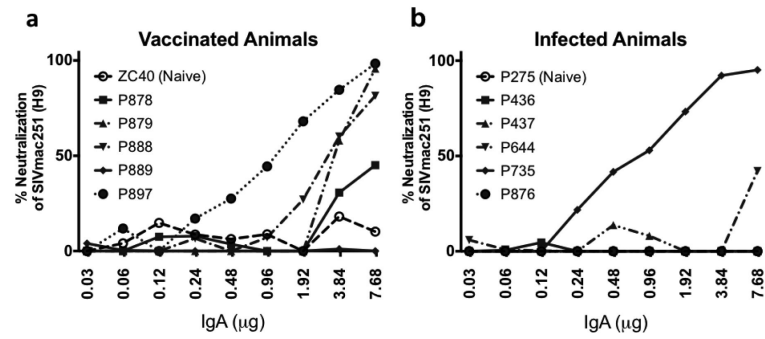 a
Vaccinated Animals
% Neutralization
of SIVmac251 (H9)
100
50
0
ZC40 (Naive)
P878
P879
P888
P889
P897
0.03
0.06
0.12
0.24
0.48
0.96
1.92
3.84
7.68
IgA (µg)
b
Infected Animals
% Neutralization
of SIVmac251 (H9)
100
50
0
P275 (Naive)
P436
P437
P644
P735
P876
0.03
0.06
0.12
0.24
0.48
0.96
1.92
3.84
7.68
IgA (µg)